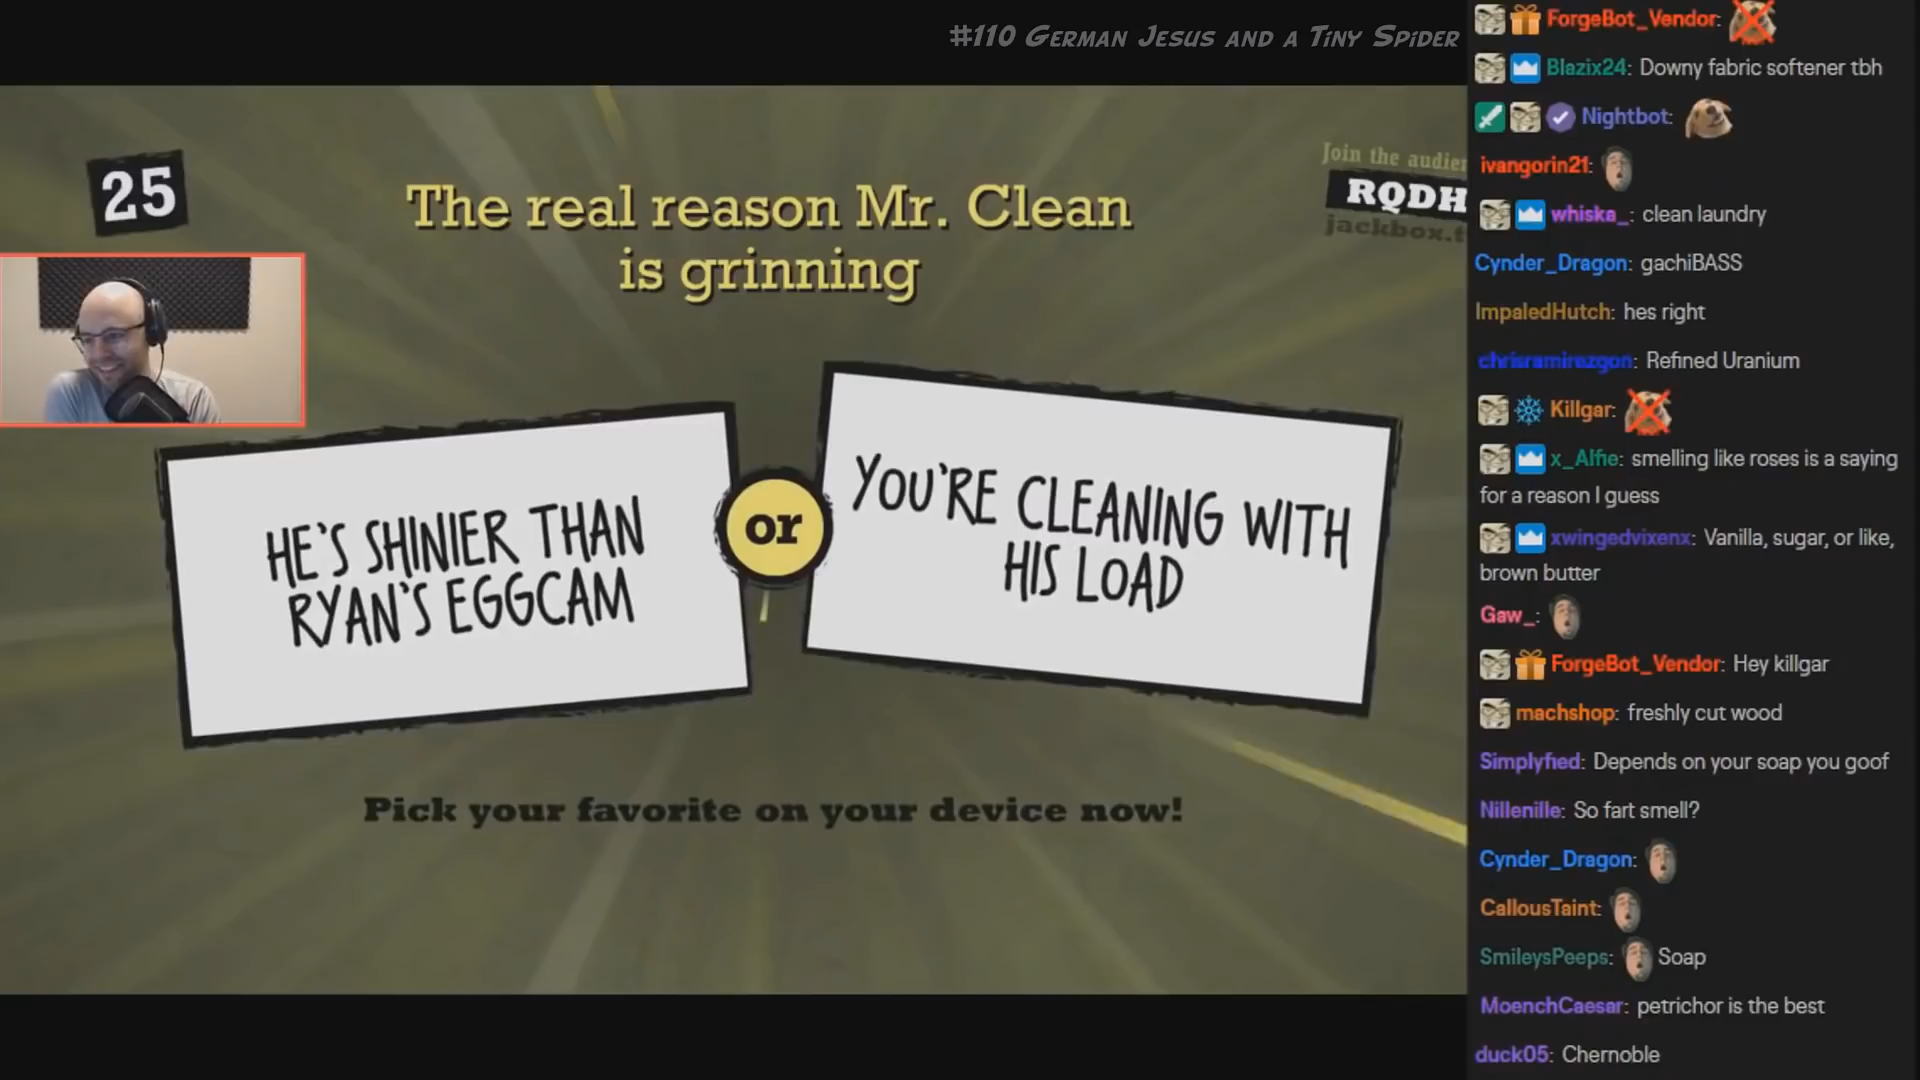 #110 German Jesus and a Tiny Spider
25
The real reason Mr. Clean
is grinning
Join the audien
RQDH
jackbox.t
HE'S SHINIER THAN
RYAN'S EGGCAM
or
YOU'RE CLEANING WITH
HIS LOAD
Pick your favorite on your device now!
ForgeBot_Vendor:
Blazix24: Downy fabric softener tbh
Nightbot:
ivangorin21:
whiska_: clean laundry
Cynder_Dragon: gachiBASS
ImpaledHutch: hes right
chrisramirezgon: Refined Uranium
Killgar:
x_Alfie: smelling like roses is a saying
for a reason I guess
xwingedvixenx: Vanilla, sugar, or like,
brown butter
Gaw_:
ForgeBot_Vendor: Hey killgar
machshop: freshly cut wood
Simplyfied: Depends on your soap you goof
Nillenille: So fart smell?
Cynder_Dragon:
CallousTaint:
SmileysPeeps: Soap
MoenchCaesar: petrichor is the best
duck05: Chernoble